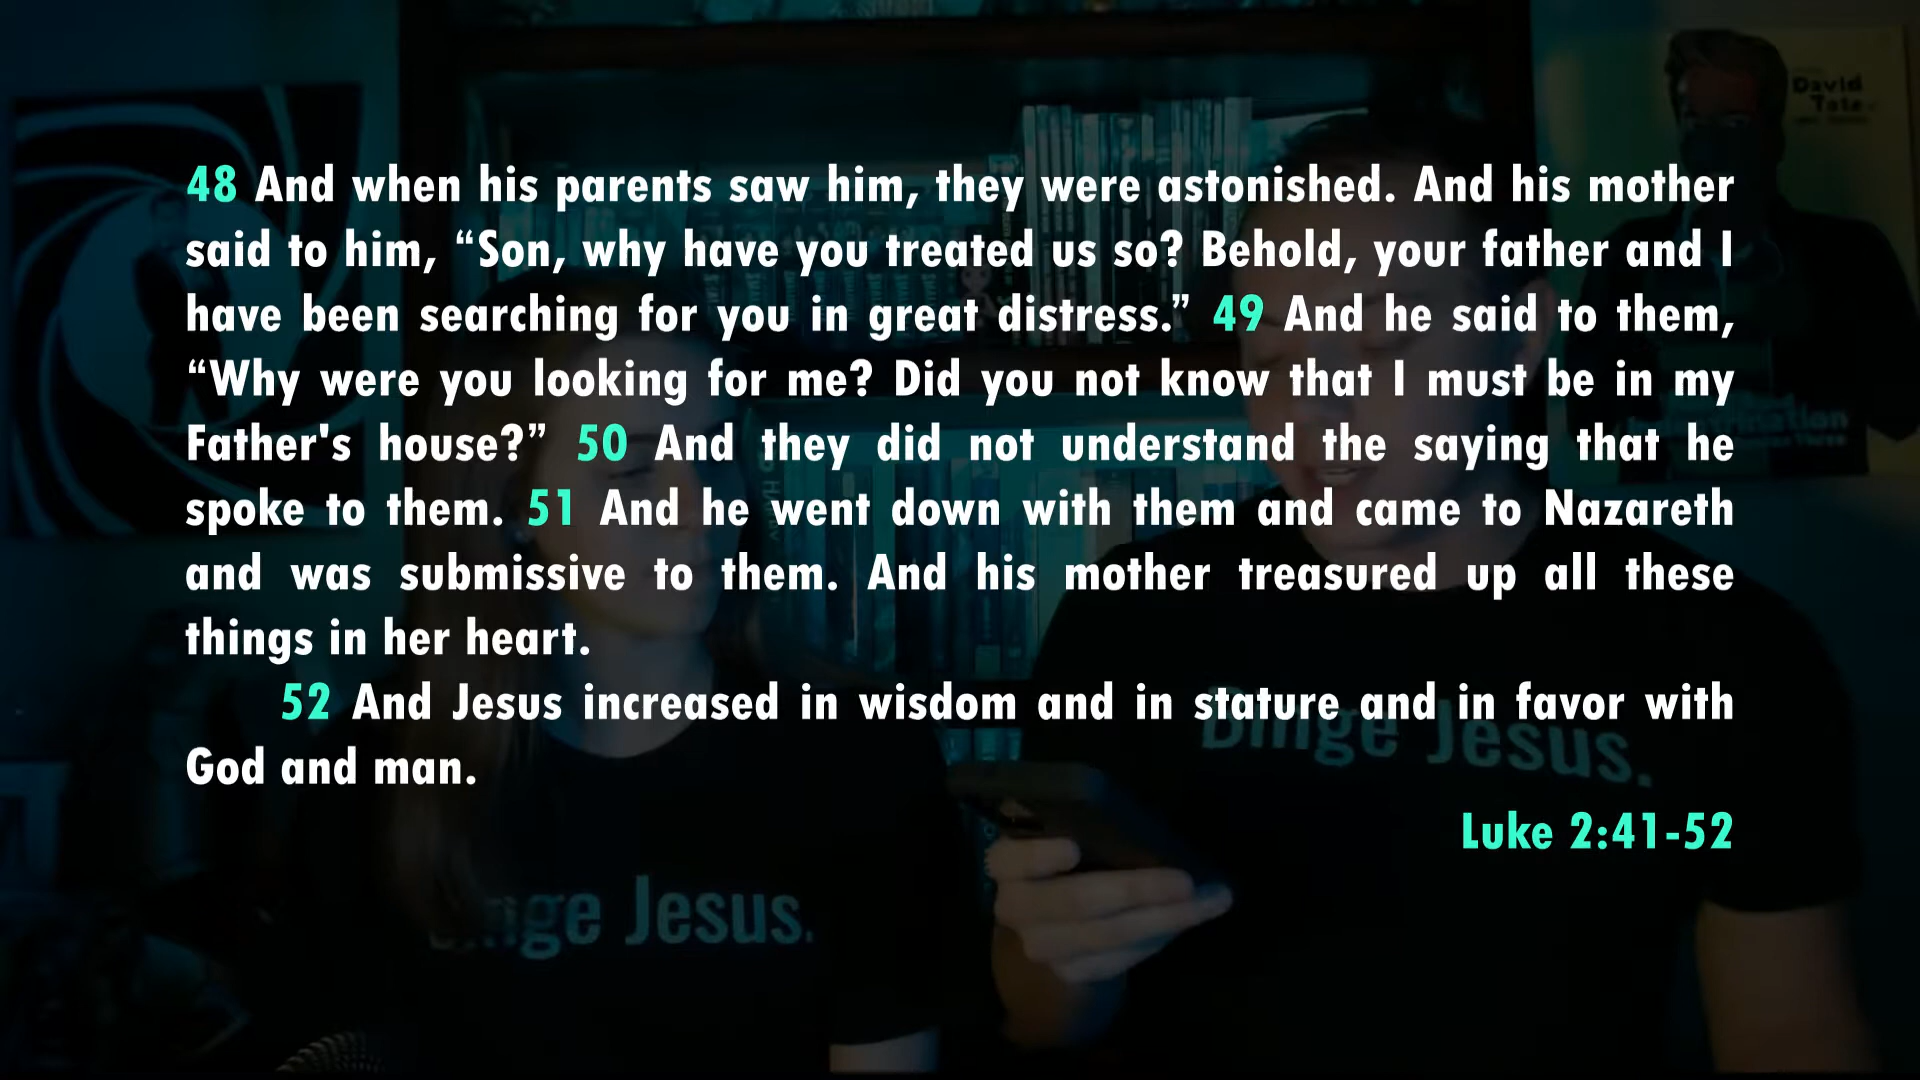 48 And when his parents saw him, they were astonished. And his mother
said to him, “Son, why have you treated us so? Behold, your father and I
have been searching for you in great distress.” 49 And he said to them,
“Why were you looking for me? Did you not know that I must be in my
Father's house?” 50 And they did not understand the saying that he
spoke to them. 51 And he went down with them and came to Nazareth
and was submissive to them. And his mother treasured up all these
things in her heart.
52 And Jesus increased in wisdom and in stature and in favor with
God and man.
Luke 2:41-52
David
Tate
Binge Jesus.
Jesus.